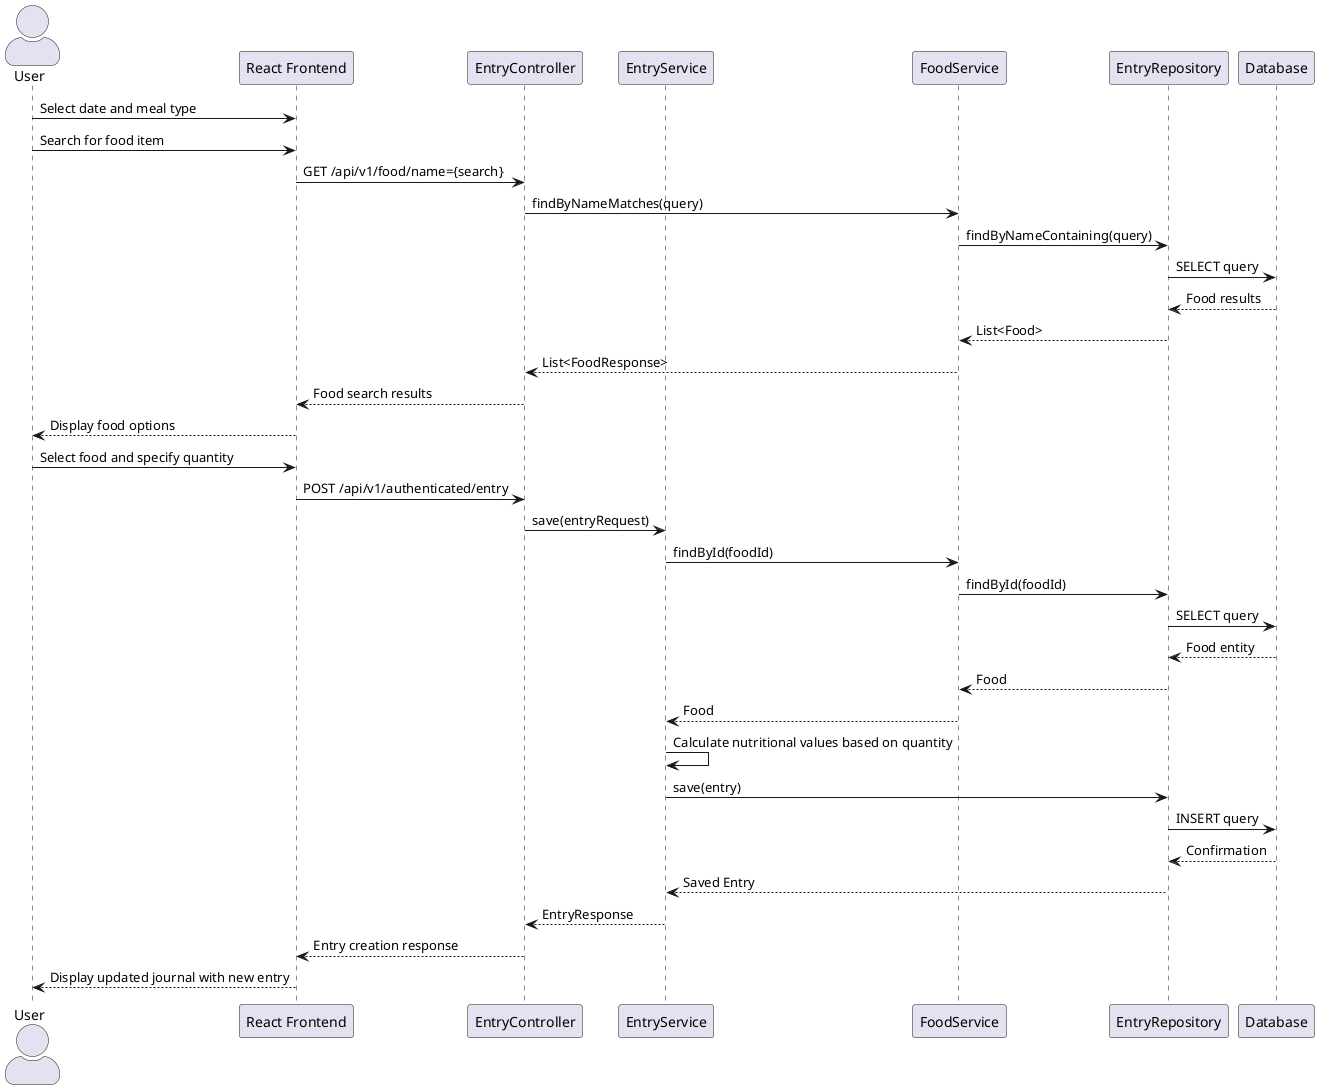 User
React Frontend
EntryController
EntryService
FoodService
EntryRepository
Database
Select date and meal type
Search for food item
GET /api/v1/food/name={search}
findByNameMatches(query)
findByNameContaining(query)
SELECT query
Food results
List<Food>
List<FoodResponse>
Food search results
Display food options
Select food and specify quantity
POST /api/v1/authenticated/entry
save(entryRequest)
findById(foodId)
findById(foodId)
SELECT query
Food entity
Food
Food
Calculate nutritional values based on quantity
save(entry)
INSERT query
Confirmation
Saved Entry
EntryResponse
Entry creation response
Display updated journal with new entry
User
React Frontend
EntryController
EntryService
FoodService
EntryRepository
Database